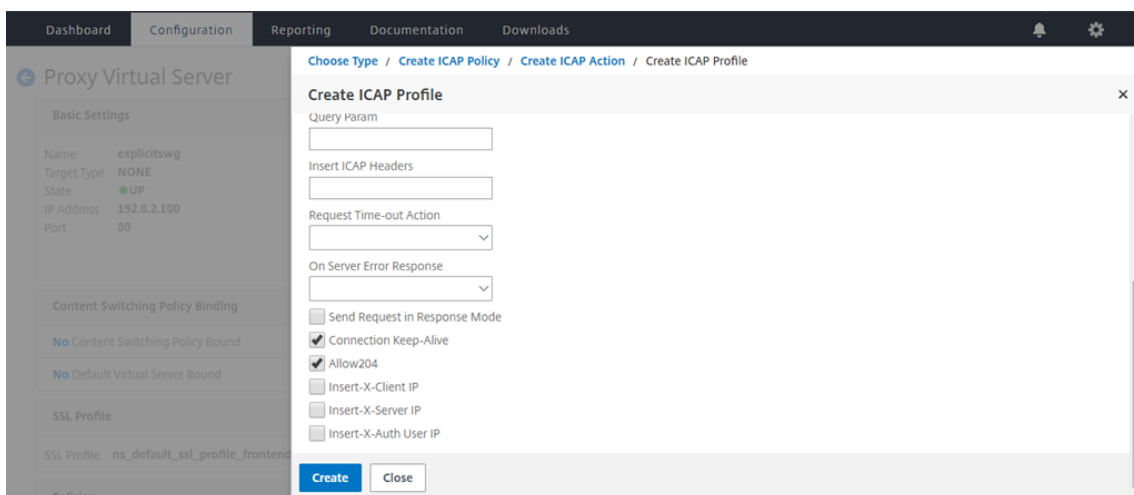 Dashboard Configuration Reporting Documentation Downloads
Proxy Virtual Server
Basic Settings
Name explicitswg
Target Type NONE
State UP
IP Address 192.0.2.100
Port 80
Content Switching Policy Binding
No Content Switching Policy Bound
No Default Virtual Server Bound
SSL Profile
SSL Profile ns_default_ssl_profile_frontend
Choose Type / Create ICAP Policy / Create ICAP Action / Create ICAP Profile
Create ICAP Profile
Query Param
Insert ICAP Headers
Request Time-out Action
On Server Error Response
Send Request in Response Mode
Connection Keep-Alive
Allow204
Insert-X-Client IP
Insert-X-Server IP
Insert-X-Auth User IP
Create Close